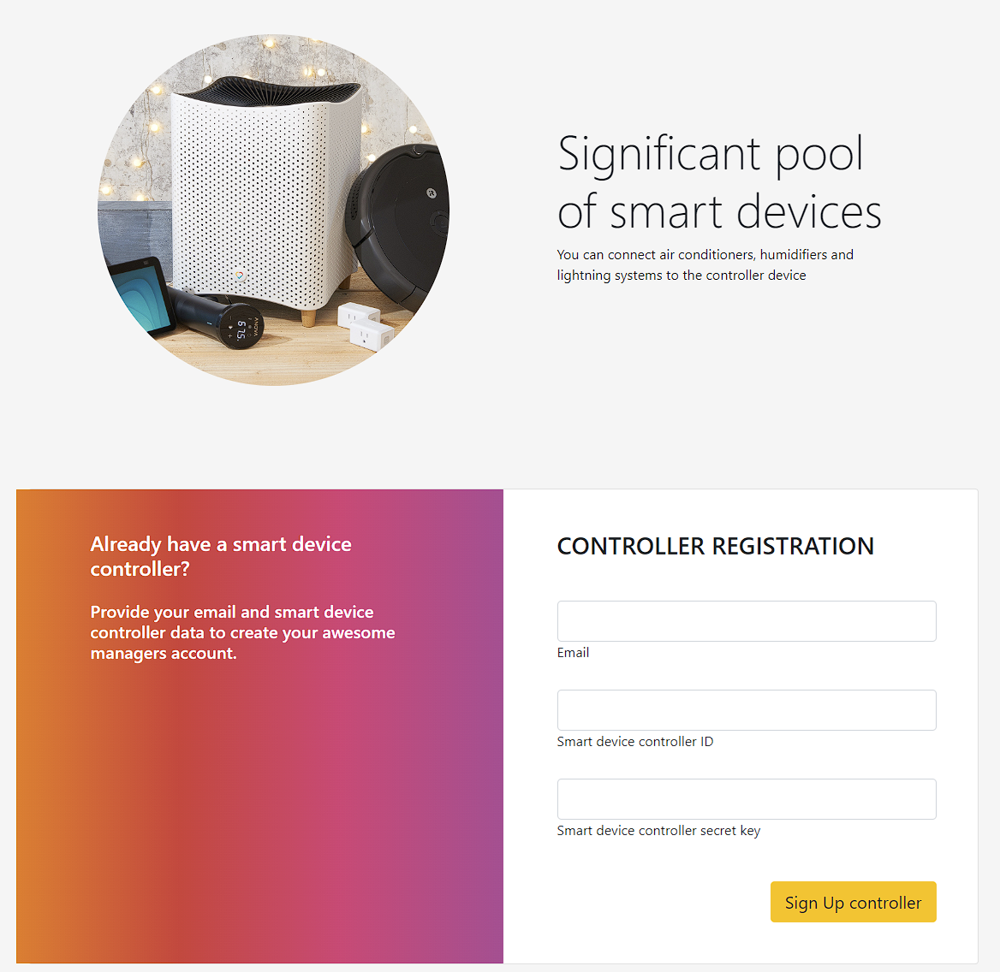 Significant pool
of smart devices
You can connect air conditioners, humidifiers and
lightning systems to the controller device
ANOVA
675
Already have a smart device
controller?
Provide your email and smart device
controller data to create your awesome
managers account.
CONTROLLER REGISTRATION
Email
Smart device controller ID
Smart device controller secret key
Sign Up controller